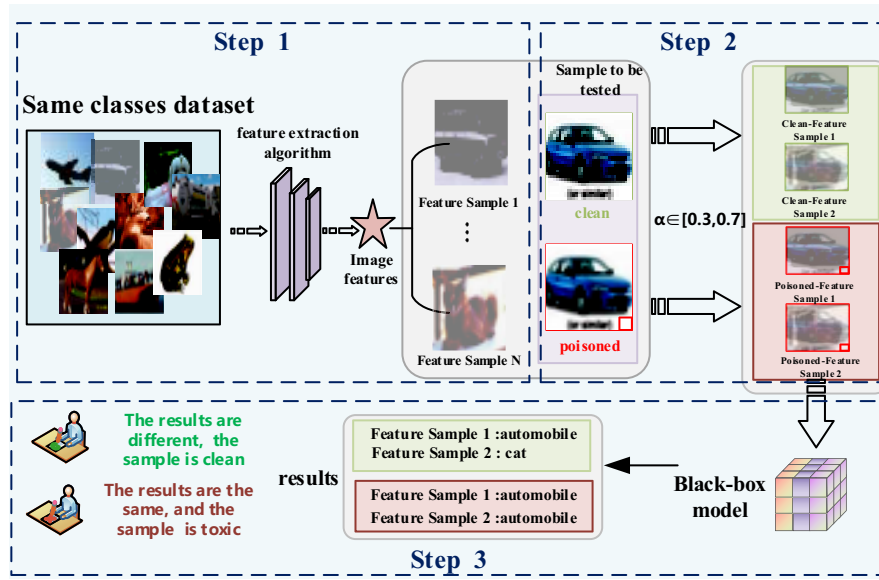 Step 1
Same classes dataset
feature extraction
algorithm
Image
features
Feature Sample 1
Feature Sample N
Step 2
Sample to be
tested
(or similar)
clean
(or similar)
poisoned
α∈[0.3,0.7]
Clean-Feature
Sample 1
Clean-Feature
Sample 2
Poisoned-Feature
Sample 1
Poisoned-Feature
Sample 2
The results are
different, the
sample is clean
The results are the
same, and the
sample is toxic
results
Feature Sample 1 :automobile
Feature Sample 2 : cat
Feature Sample 1 :automobile
Feature Sample 2 :automobile
Black-box
model
Step 3